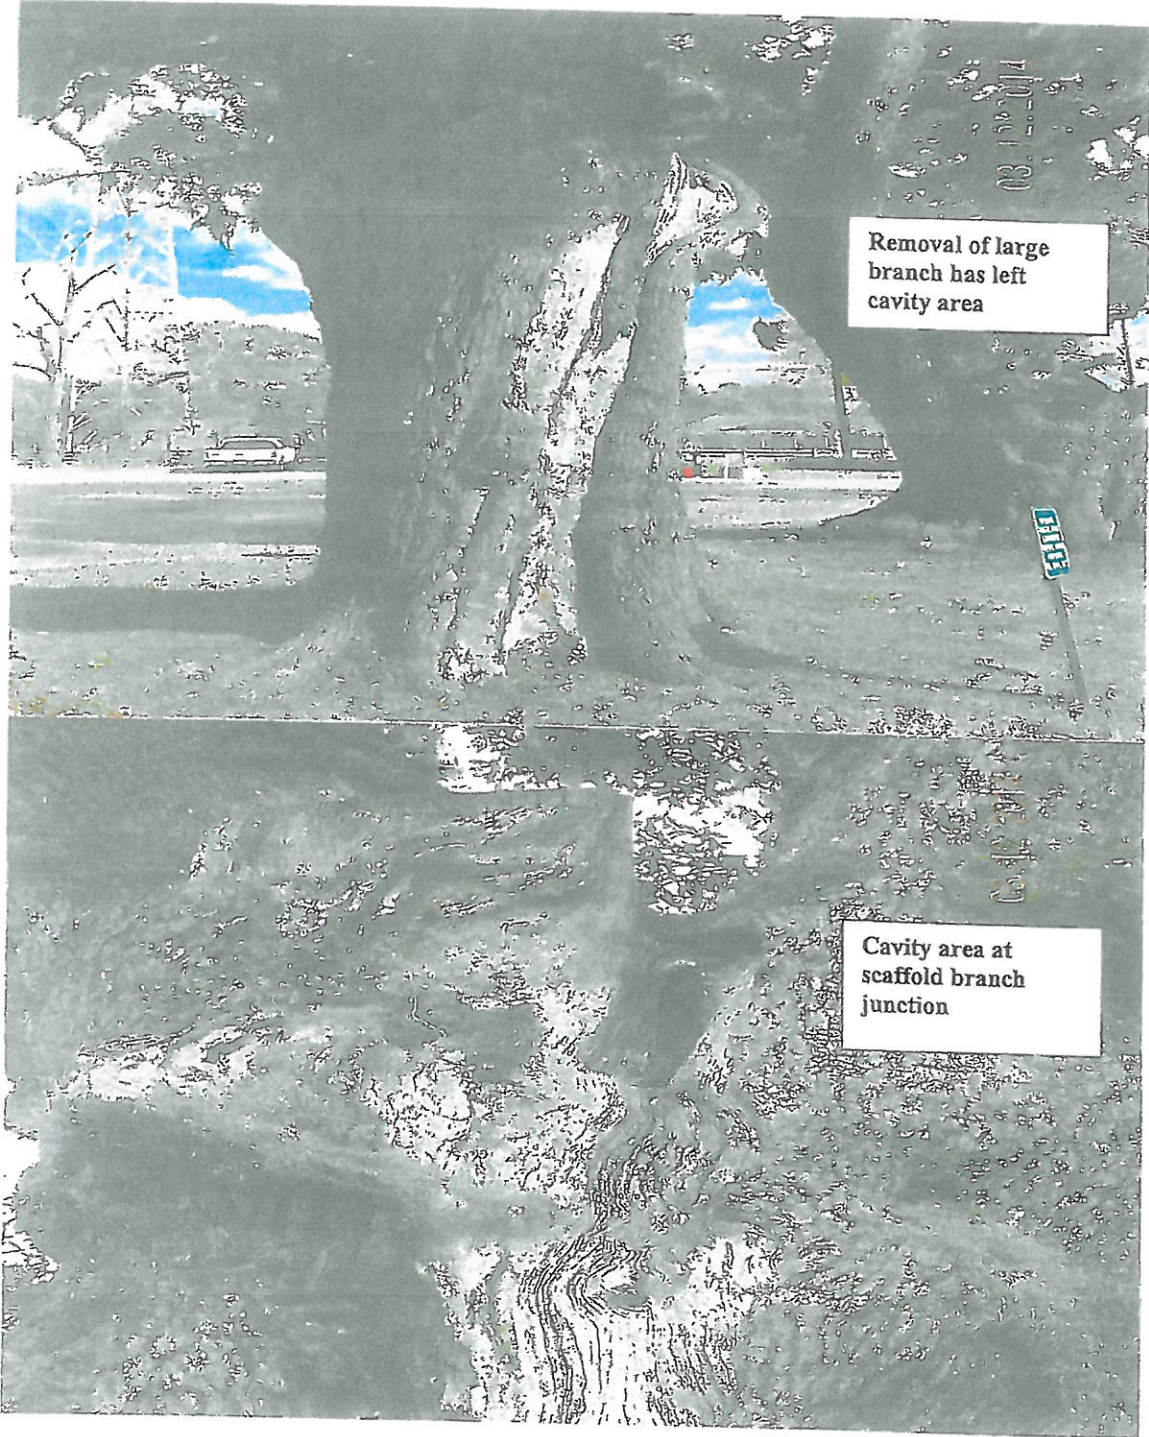 Removal of large
branch has left
cavity area
Cavity area at
scaffold branch
junction